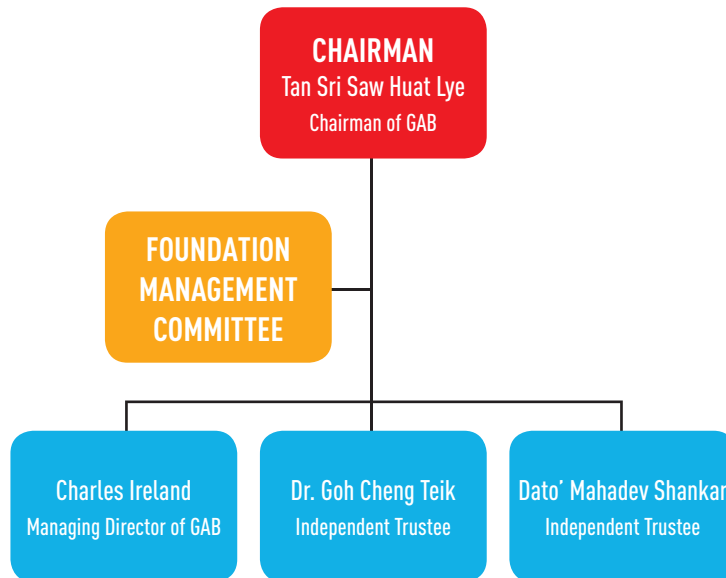 CHAIRMAN
Tan Sri Saw Huat Lye
Chairman of GAB
FOUNDATION
MANAGEMENT
COMMITTEE
Charles Ireland
Managing Director of GAB
Dr. Goh Cheng Teik
Independent Trustee
Dato’ Mahadev Shankar
Independent Trustee